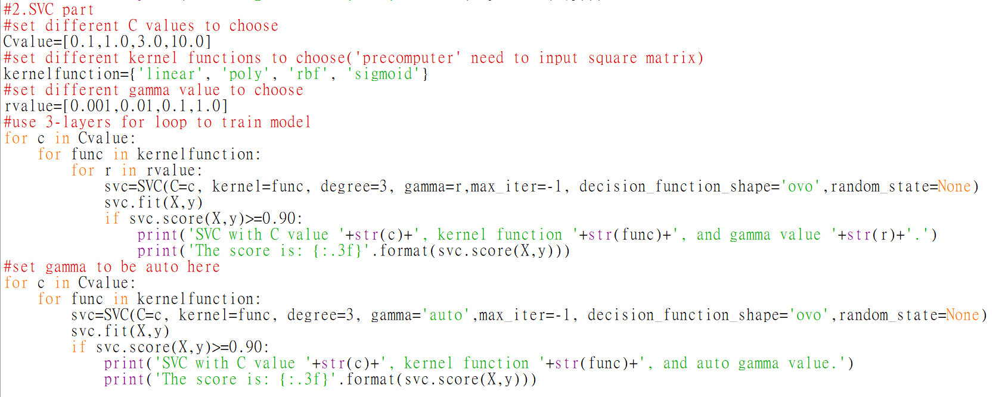 #2.SVC part
#set different C values to choose
Cvalue=[0.1,1.0,3.0,10.0]
#set different kernel functions to choose('precomputer' need to input square matrix)
kernelfunction={'linear', 'poly', 'rbf', 'sigmoid'}
#set different gamma value to choose
rvalue=[0.001,0.01,0.1,1.0]
#use 3-layers for loop to train model
for c in Cvalue:
    for func in kernelfunction:
        for r in rvalue:
            svc=SVC(C=c, kernel=func, degree=3, gamma=r,max_iter=-1, decision_function_shape='ovo',random_state=None)
            svc.fit(X,y)
            if svc.score(X,y)>=0.90:
                print('SVC with C value '+str(c)+', kernel function '+str(func)+', and gamma value '+str(r)+'.')
                print('The score is: {:.3f}'.format(svc.score(X,y)))
#set gamma to be auto here
for c in Cvalue:
    for func in kernelfunction:
        svc=SVC(C=c, kernel=func, degree=3, gamma='auto',max_iter=-1, decision_function_shape='ovo',random_state=None)
        svc.fit(X,y)
        if svc.score(X,y)>=0.90:
            print('SVC with C value '+str(c)+', kernel function '+str(func)+', and auto gamma value.')
            print('The score is: {:.3f}'.format(svc.score(X,y)))